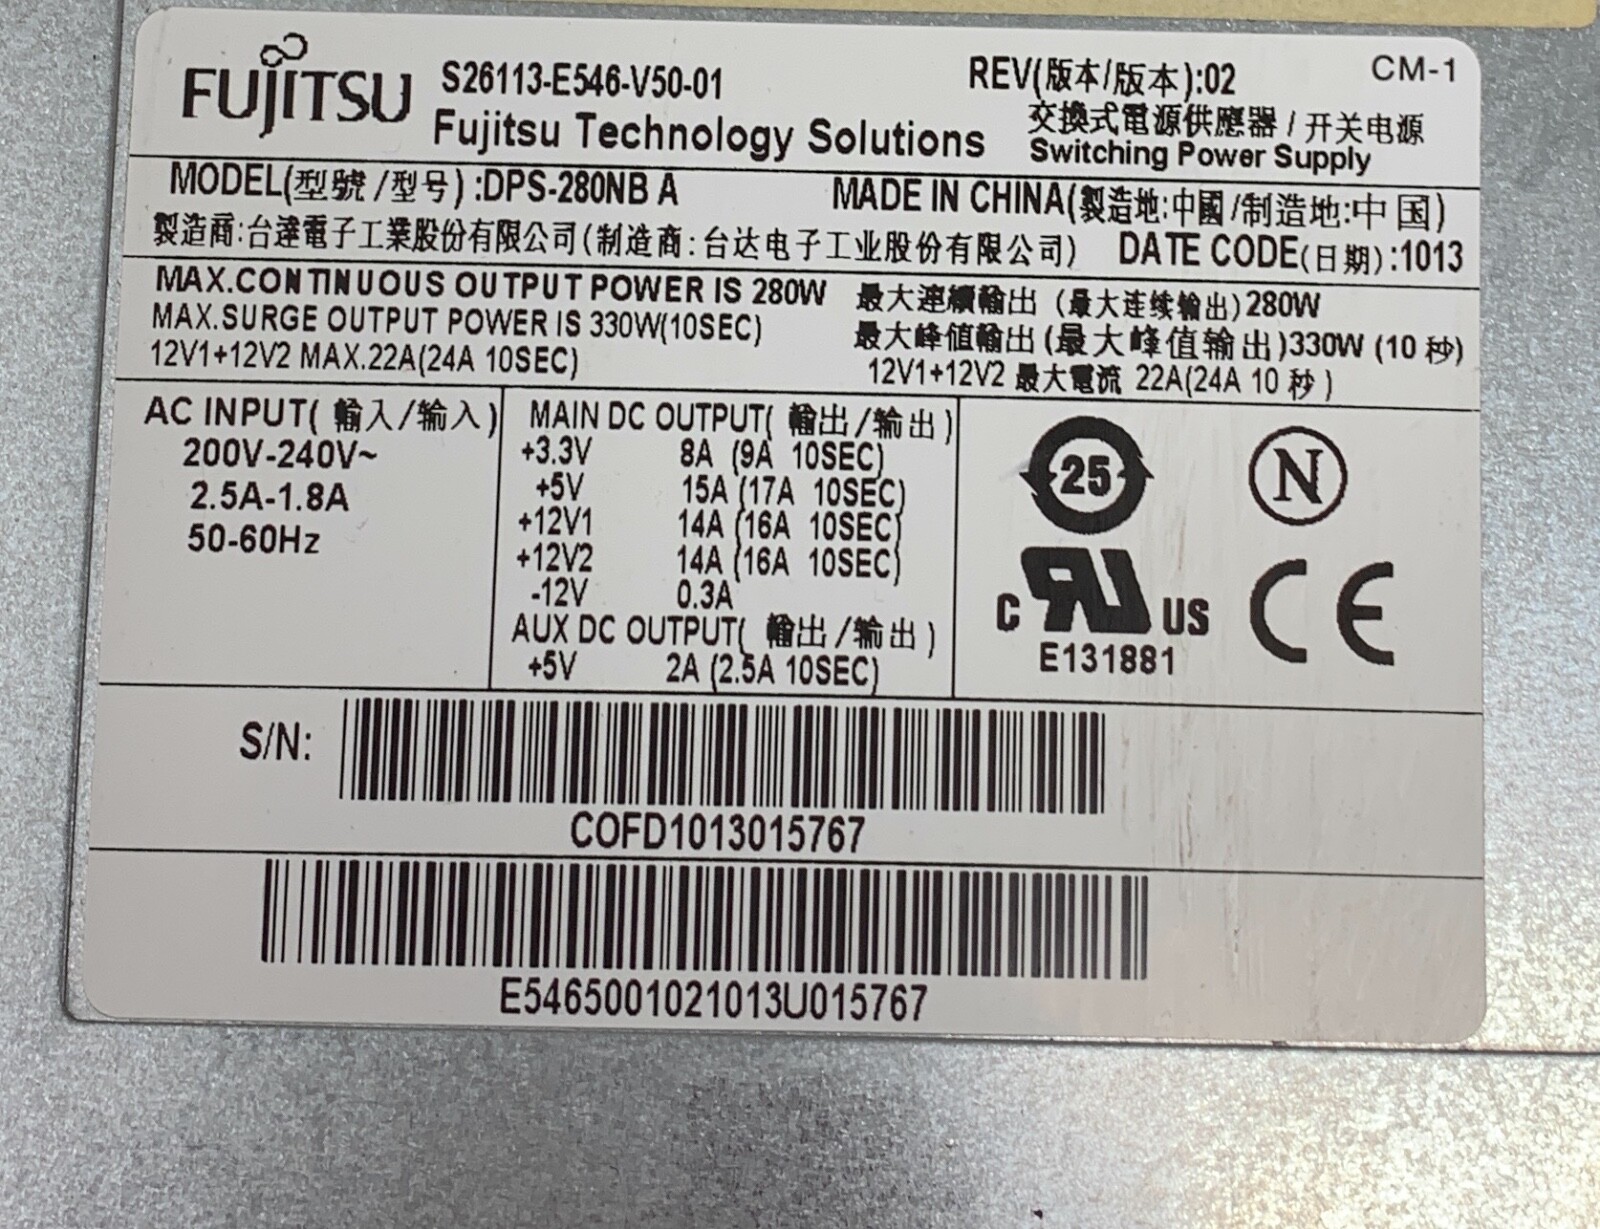 FUJITSU S26113-E546-V50-01 REV(版本/版本):02 CM-1
Fujitsu Technology Solutions
交換式電源供應器 / 开关电源
Switching Power Supply
MODEL(型號/型号) :DPS-280NB A MADE IN CHINA(製造地:中國/制造地:中国)
製造商:台達電子工業股份有限公司(制造商:台达电子工业股份有限公司) DATE CODE(日期):1013
MAX.CONTINUOUS OUTPUT POWER IS 280W 最大連續輸出 (最大连续输出)280W
MAX.SURGE OUTPUT POWER IS 330W(10SEC) 最大峰值輸出(最大峰值输出)330W (10 秒)
12V1+12V2 MAX.22A(24A 10SEC) 12V1+12V2 最大電流 22A(24A 10 秒)
AC INPUT( 輸入/输入)
200V-240V~
2.5A-1.8A
50-60Hz
MAIN DC OUTPUT( 輸出/输出)
+3.3V 8A (9A 10SEC)
+5V 15A (17A 10SEC)
+12V1 14A (16A 10SEC)
+12V2 14A (16A 10SEC)
-12V 0.3A
AUX DC OUTPUT( 輸出/输出)
+5V 2A (2.5A 10SEC)
25 N
C RU US CE
E131881
S/N:
COFD1013015767
E5465001021013U015767